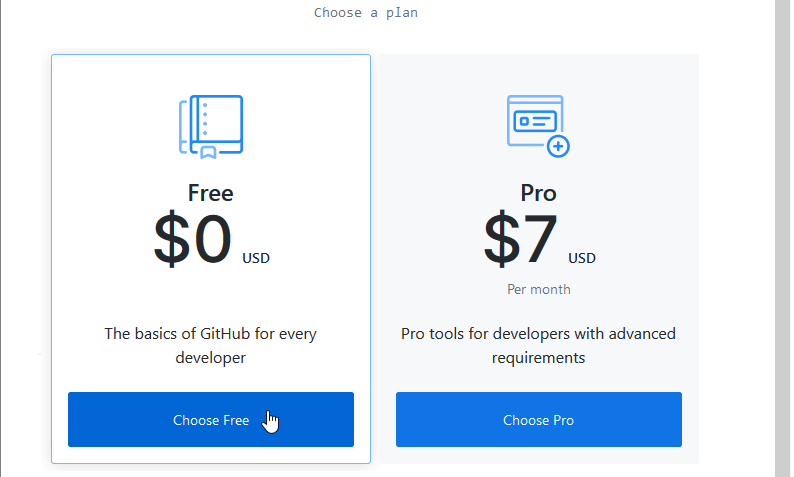 Choose a plan
Free
$0 USD
The basics of GitHub for every
developer
Choose Free
Pro
$7 USD
Per month
Pro tools for developers with advanced
requirements
Choose Pro